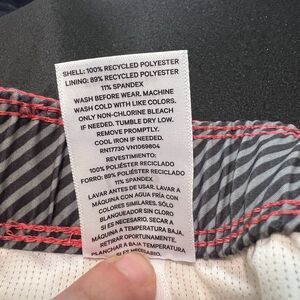 SHELL: 100% RECYCLED POLYESTER
LINING: 89% RECYCLED POLYESTER
11% SPANDEX
WASH BEFORE WEAR. MACHINE
WASH COLD WITH LIKE COLORS.
ONLY NON-CHLORINE BLEACH
IF NEEDED. TUMBLE DRY LOW.
REMOVE PROMPTLY.
COOL IRON IF NEEDED.
RN17730 VN1069804
REVESTIMIENTO:
100% POLIÉSTER RECICLADO
FORRO: 89% POLIÉSTER RECICLADO
11% SPANDEX
LAVAR ANTES DE USAR. LAVAR A
MÁQUINA CON AGUA FRÍA CON
COLORES SIMILARES. SÓLO
BLANQUEADOR SIN CLORO
SI ES NECESARIO. SECAR A
MÁQUINA A TEMPERATURA BAJA.
RETIRAR OPORTUNAMENTE.
PLANCHAR A BAJA TEMPERATURA
SI ES NECESARIO.